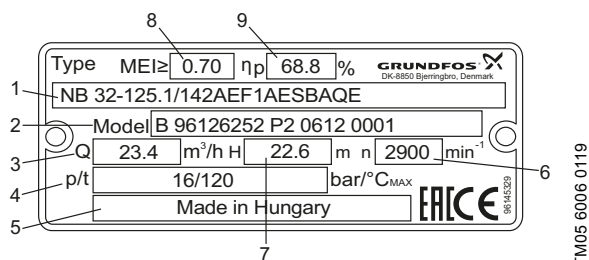 8 9
Type MEI≥ 0.70 ηp 68.8 % GRUNDFOS
DK-8850 Bjerringbro, Denmark
1 NB 32-125.1/142AEF1AESBAQE
2 Model B 96126252 P2 0612 0001
3 Q 23.4 m³/h H 22.6 m n 2900 min⁻¹
4 p/t 16/120 bar/°CMAX 6
5 Made in Hungary EAC CE 96145329
7
TM05 6006 0119